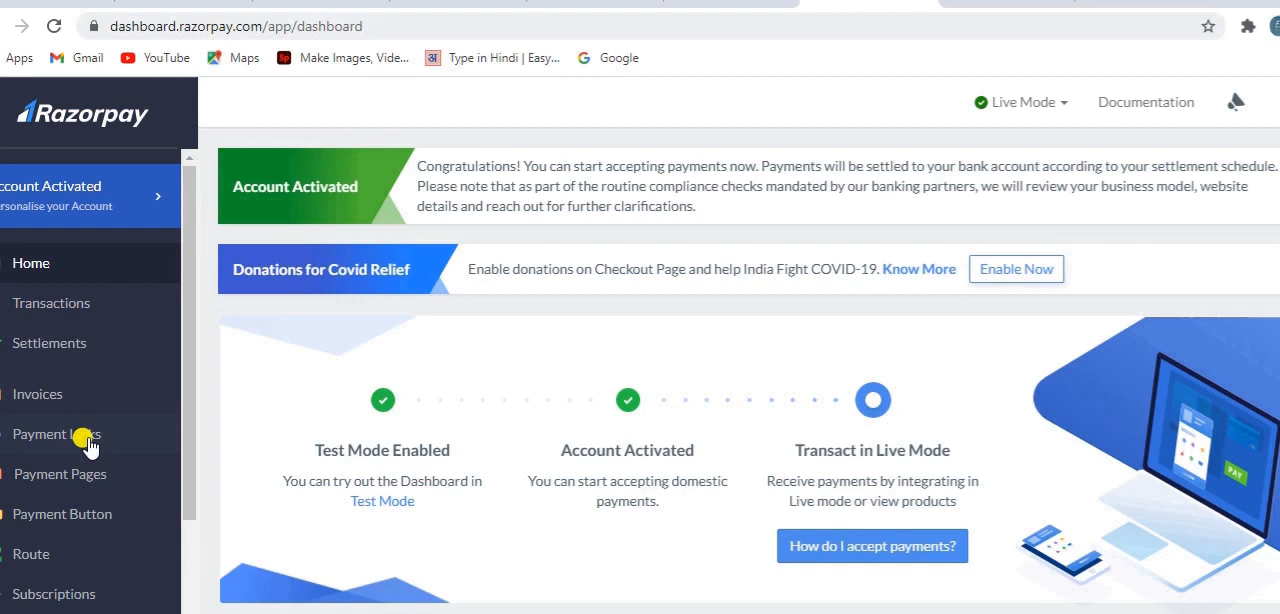 dashboard.razorpay.com/app/dashboard
Apps Gmail YouTube Maps Sp Make Images, Vide... अ Type in Hindi | Easy... Google
Razorpay
Live Mode Documentation
ccount Activated
ersonalise your Account
Home
Transactions
Settlements
Invoices
Payment
Payment Pages
Payment Button
Route
Subscriptions
Account Activated
Congratulations! You can start accepting payments now. Payments will be settled to your bank account according to your settlement schedule.
Please note that as part of the routine compliance checks mandated by our banking partners, we will review your business model, website
details and reach out for further clarifications.
Donations for Covid Relief
Enable donations on Checkout Page and help India Fight COVID-19. Know More Enable Now
Test Mode Enabled
You can try out the Dashboard in
Test Mode
Account Activated
You can start accepting domestic
payments.
Transact in Live Mode
Receive payments by integrating in
Live mode or view products
How do I accept payments?
PAY